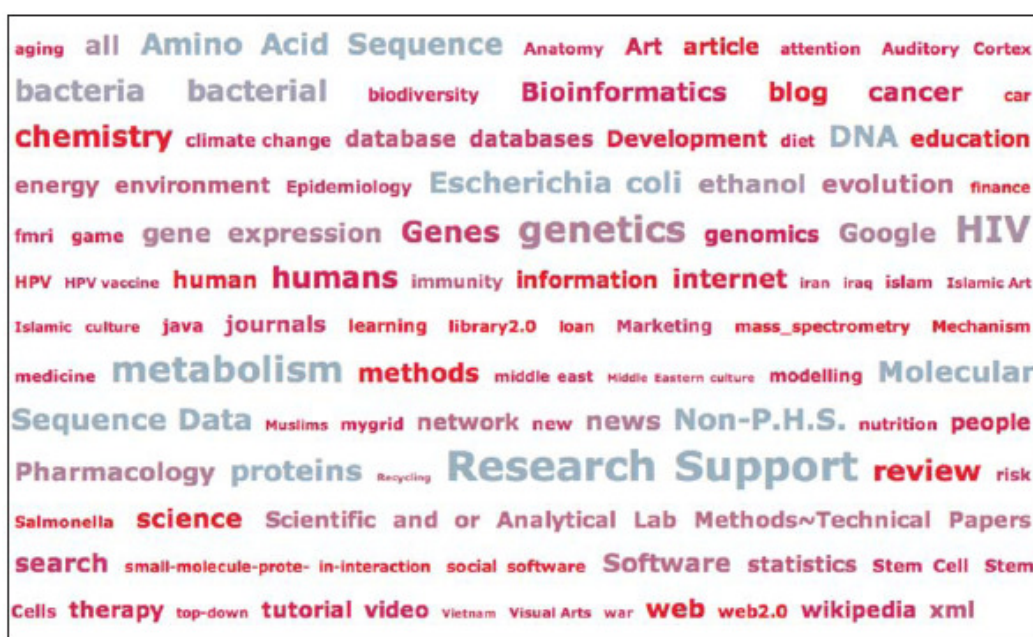 aging all Amino Acid Sequence Anatomy Art article attention Auditory Cortex
bacteria bacterial biodiversity Bioinformatics blog cancer car
chemistry climate change database databases Development diet DNA education
energy environment Epidemiology Escherichia coli ethanol evolution finance
fmri game gene expression Genes genetics genomics Google HIV
HPV HPV vaccine human humans immunity information internet iran iraq islam Islamic Art
Islamic culture java journals learning library2.0 loan Marketing mass_spectrometry Mechanism
medicine metabolism methods middle east Middle Eastern culture modelling Molecular
Sequence Data Muslims mygrid network new news Non-P.H.S. nutrition people
Pharmacology proteins Recycling Research Support review risk
Salmonella science Scientific and or Analytical Lab Methods~Technical Papers
search small-molecule-prote- in-interaction social software Software statistics Stem Cell Stem
Cells therapy top-down tutorial video Vietnam Visual Arts war web web2.0 wikipedia xml